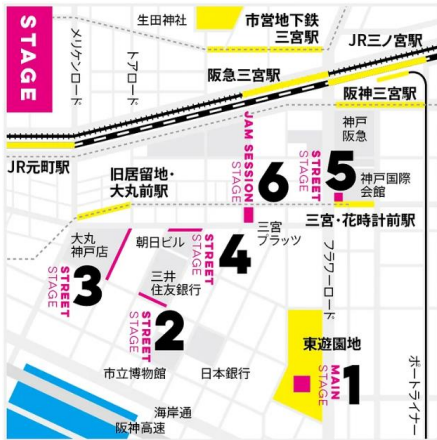 STAGE
生田神社
市営地下鉄
三宮駅
メリケンロード
トアロード
JR三ノ宮駅
阪急三宮駅
阪神三宮駅
JR元町駅
旧居留地・
大丸前駅
JAM SESSION
STAGE
6
STREET
STAGE
5
神戸
阪急
神戸国際
会館
三宮・花時計前駅
三宮
プラッツ
大丸
神戸店
朝日ビル
STREET
STAGE
4
STREET
STAGE
3
三井
住友銀行
STREET
STAGE
2
フラワーロード
東遊園地
MAIN
STAGE
1
市立博物館
日本銀行
海岸通
阪神高速
ポートライナー